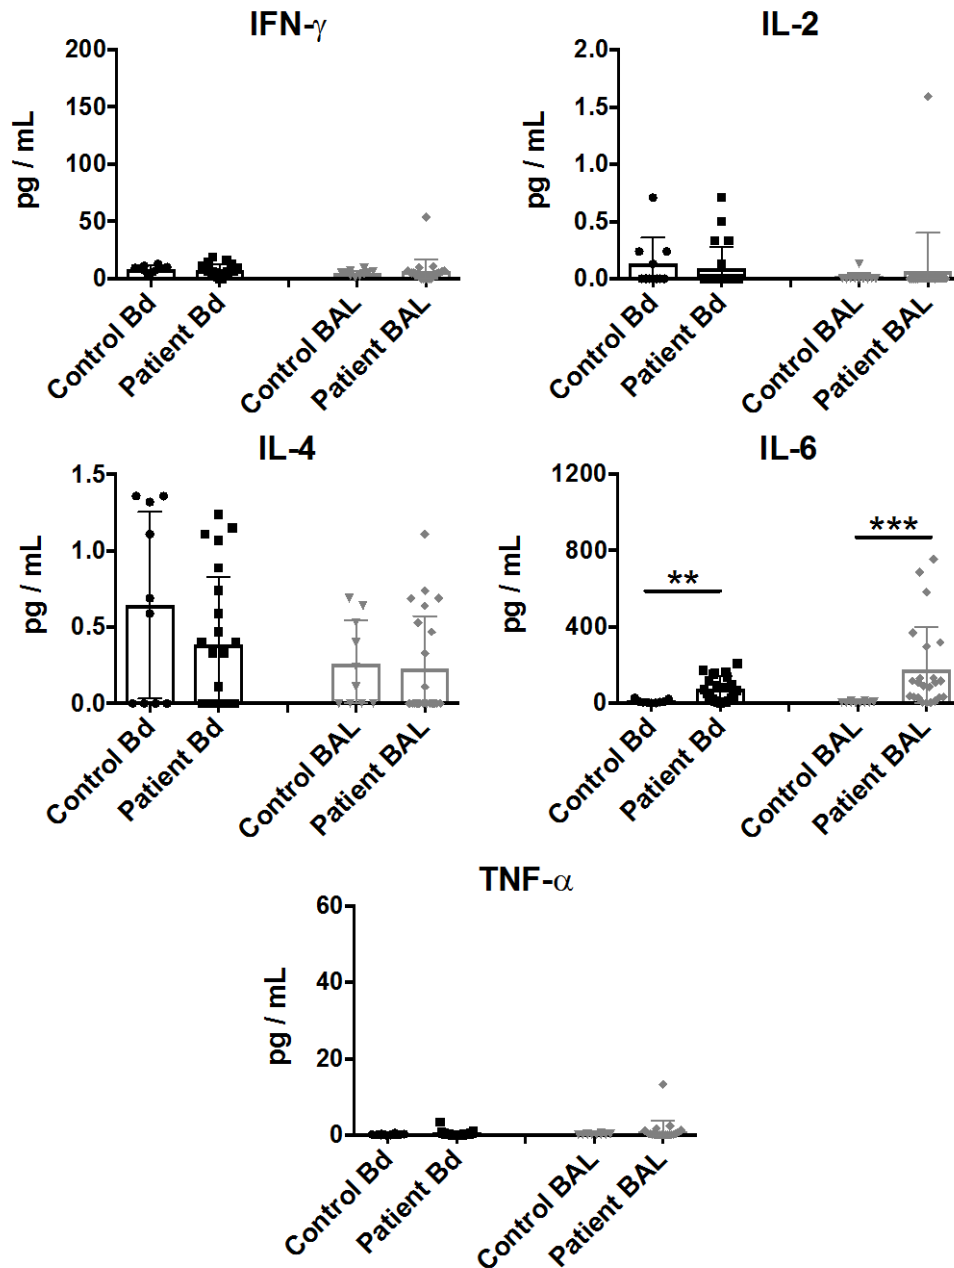 IFN-γ
200
150
100
50
0
pg / mL
Control Bd
Patient Bd
Control BAL
Patient BAL
IL-2
2.0
1.5
1.0
0.5
0.0
pg / mL
Control Bd
Patient Bd
Control BAL
Patient BAL
IL-4
1.5
1.0
0.5
0.0
pg / mL
Control Bd
Patient Bd
Control BAL
Patient BAL
IL-6
1200
800
400
0
pg / mL
**
***
Control Bd
Patient Bd
Control BAL
Patient BAL
TNF-α
60
40
20
0
pg / mL
Control Bd
Patient Bd
Control BAL
Patient BAL